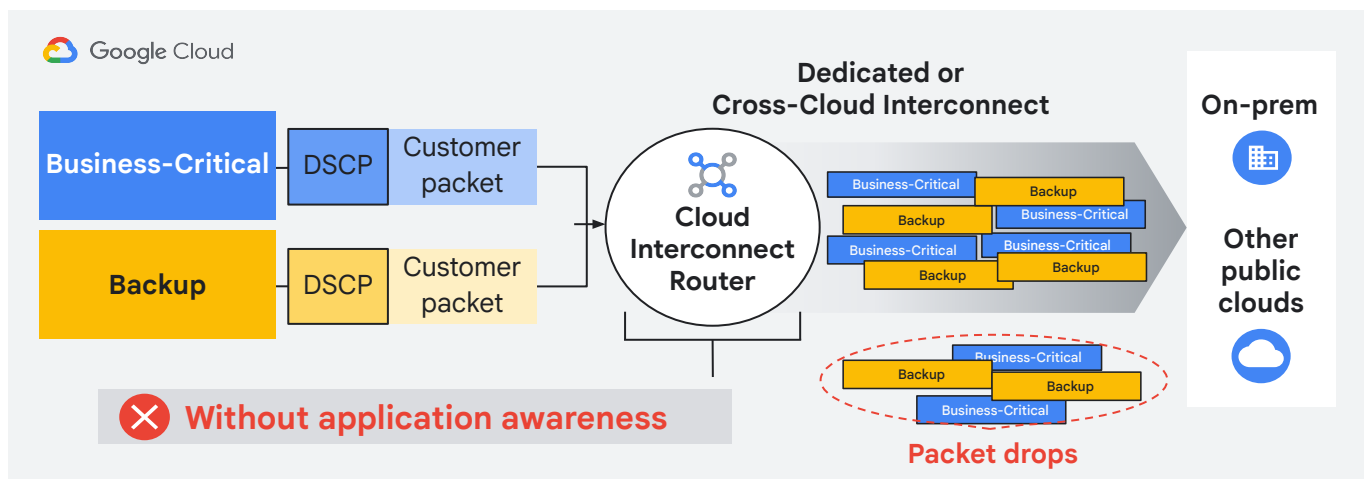 Google Cloud
Dedicated or
Cross-Cloud Interconnect
Business-Critical
DSCP
Customer
packet
Backup
DSCP
Customer
packet
Cloud
Interconnect
Router
Business-Critical
Backup
Backup
Business-Critical
Business-Critical
Business-Critical
Backup
Backup
On-prem
Other
public
clouds
Business-Critical
Backup
Backup
Business-Critical
Packet drops
Without application awareness